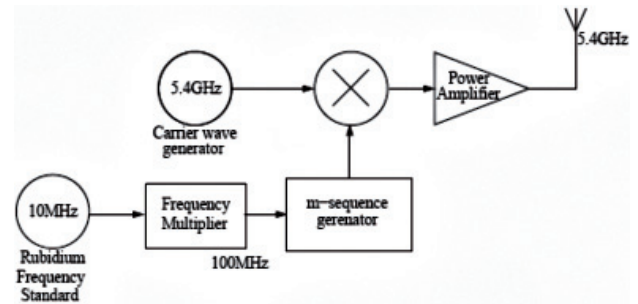 5.4GHz
5.4GHz
Carrier wave
generator
Power
Amplifier
10MHz
Rubidium
Frequency
Standard
Frequency
Multiplier
100MHz
m-sequence
gerenator